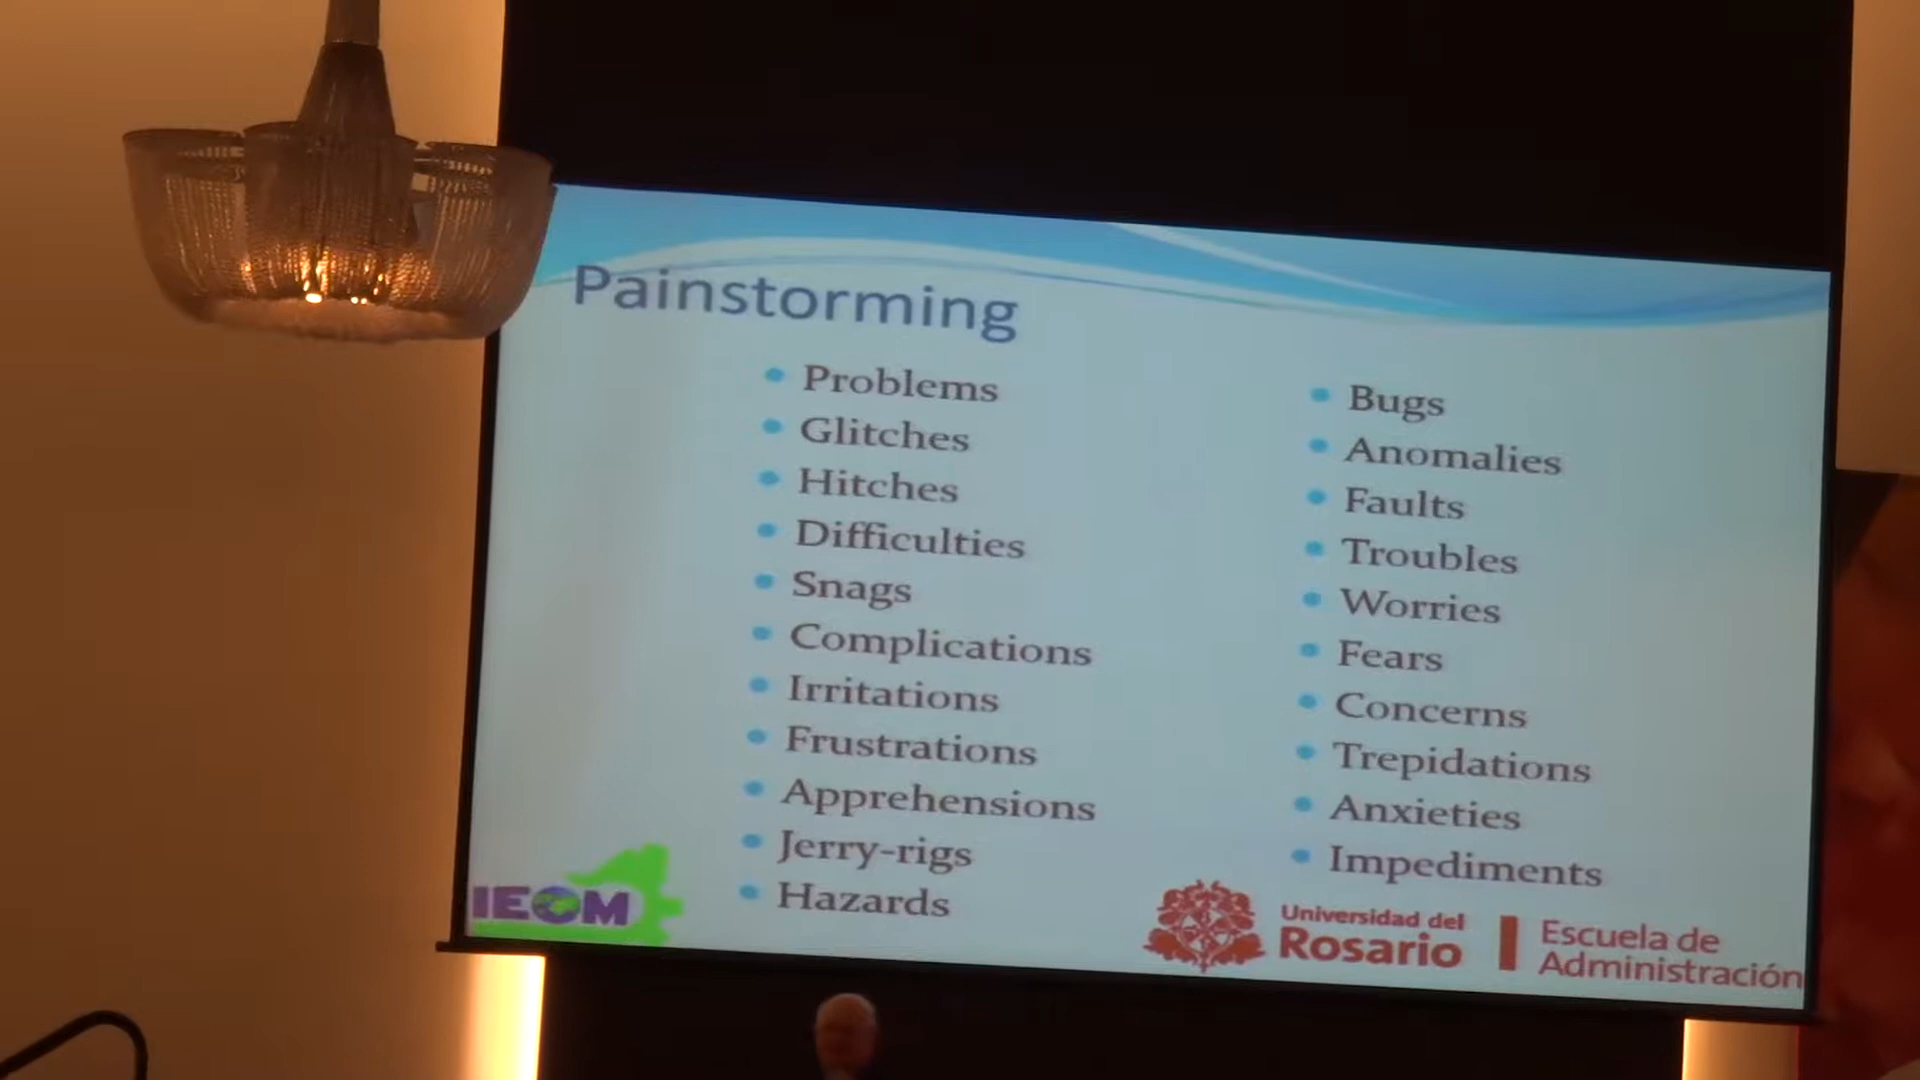 Painstorming
Problems
Glitches
Hitches
Difficulties
Snags
Complications
Irritations
Frustrations
Apprehensions
Jerry-rigs
Hazards
Bugs
Anomalies
Faults
Troubles
Worries
Fears
Concerns
Trepidations
Anxieties
Impediments
IEOM
Universidad del
Rosario
Escuela de
Administración